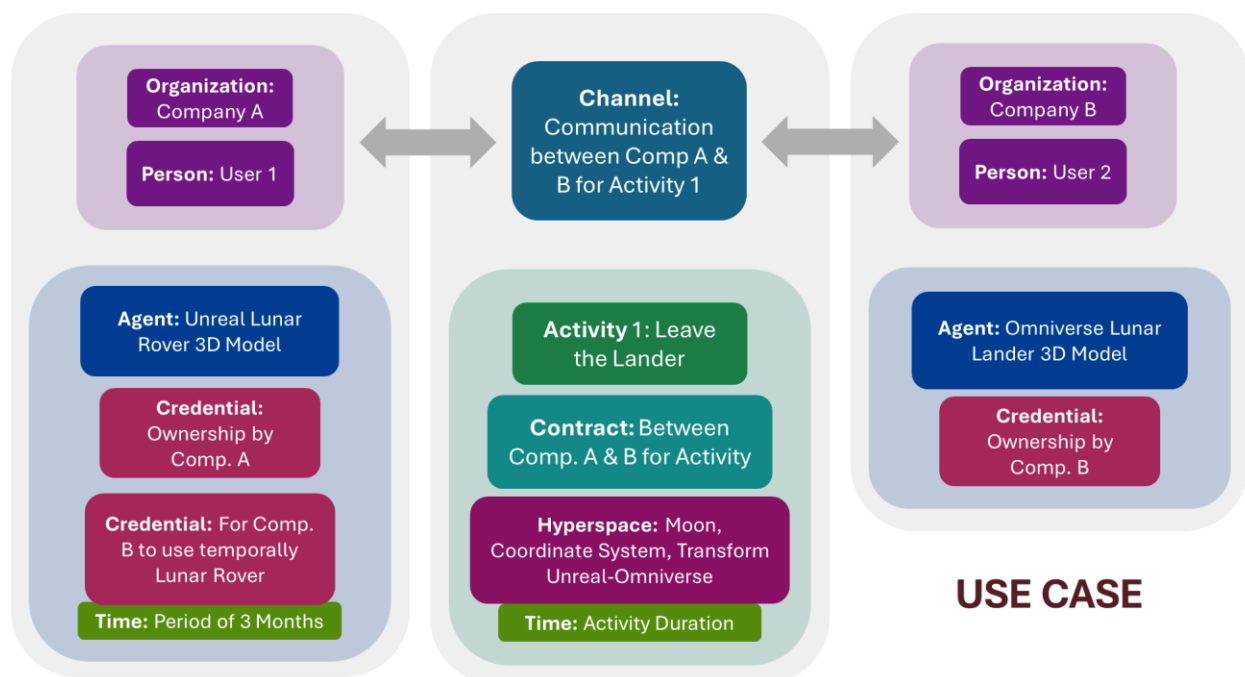 Organization:
Company A
Person: User 1
Agent: Unreal Lunar
Rover 3D Model
Credential:
Ownership by
Comp. A
Credential: For Comp.
B to use temporally
Lunar Rover
Time: Period of 3 Months
Channel:
Communication
between Comp A &
B for Activity 1
Activity 1: Leave
the Lander
Contract: Between
Comp. A & B for Activity
Hyperspace: Moon,
Coordinate System, Transform
Unreal-Omniverse
Time: Activity Duration
Organization:
Company B
Person: User 2
Agent: Omniverse Lunar
Lander 3D Model
Credential:
Ownership by
Comp. B
USE CASE